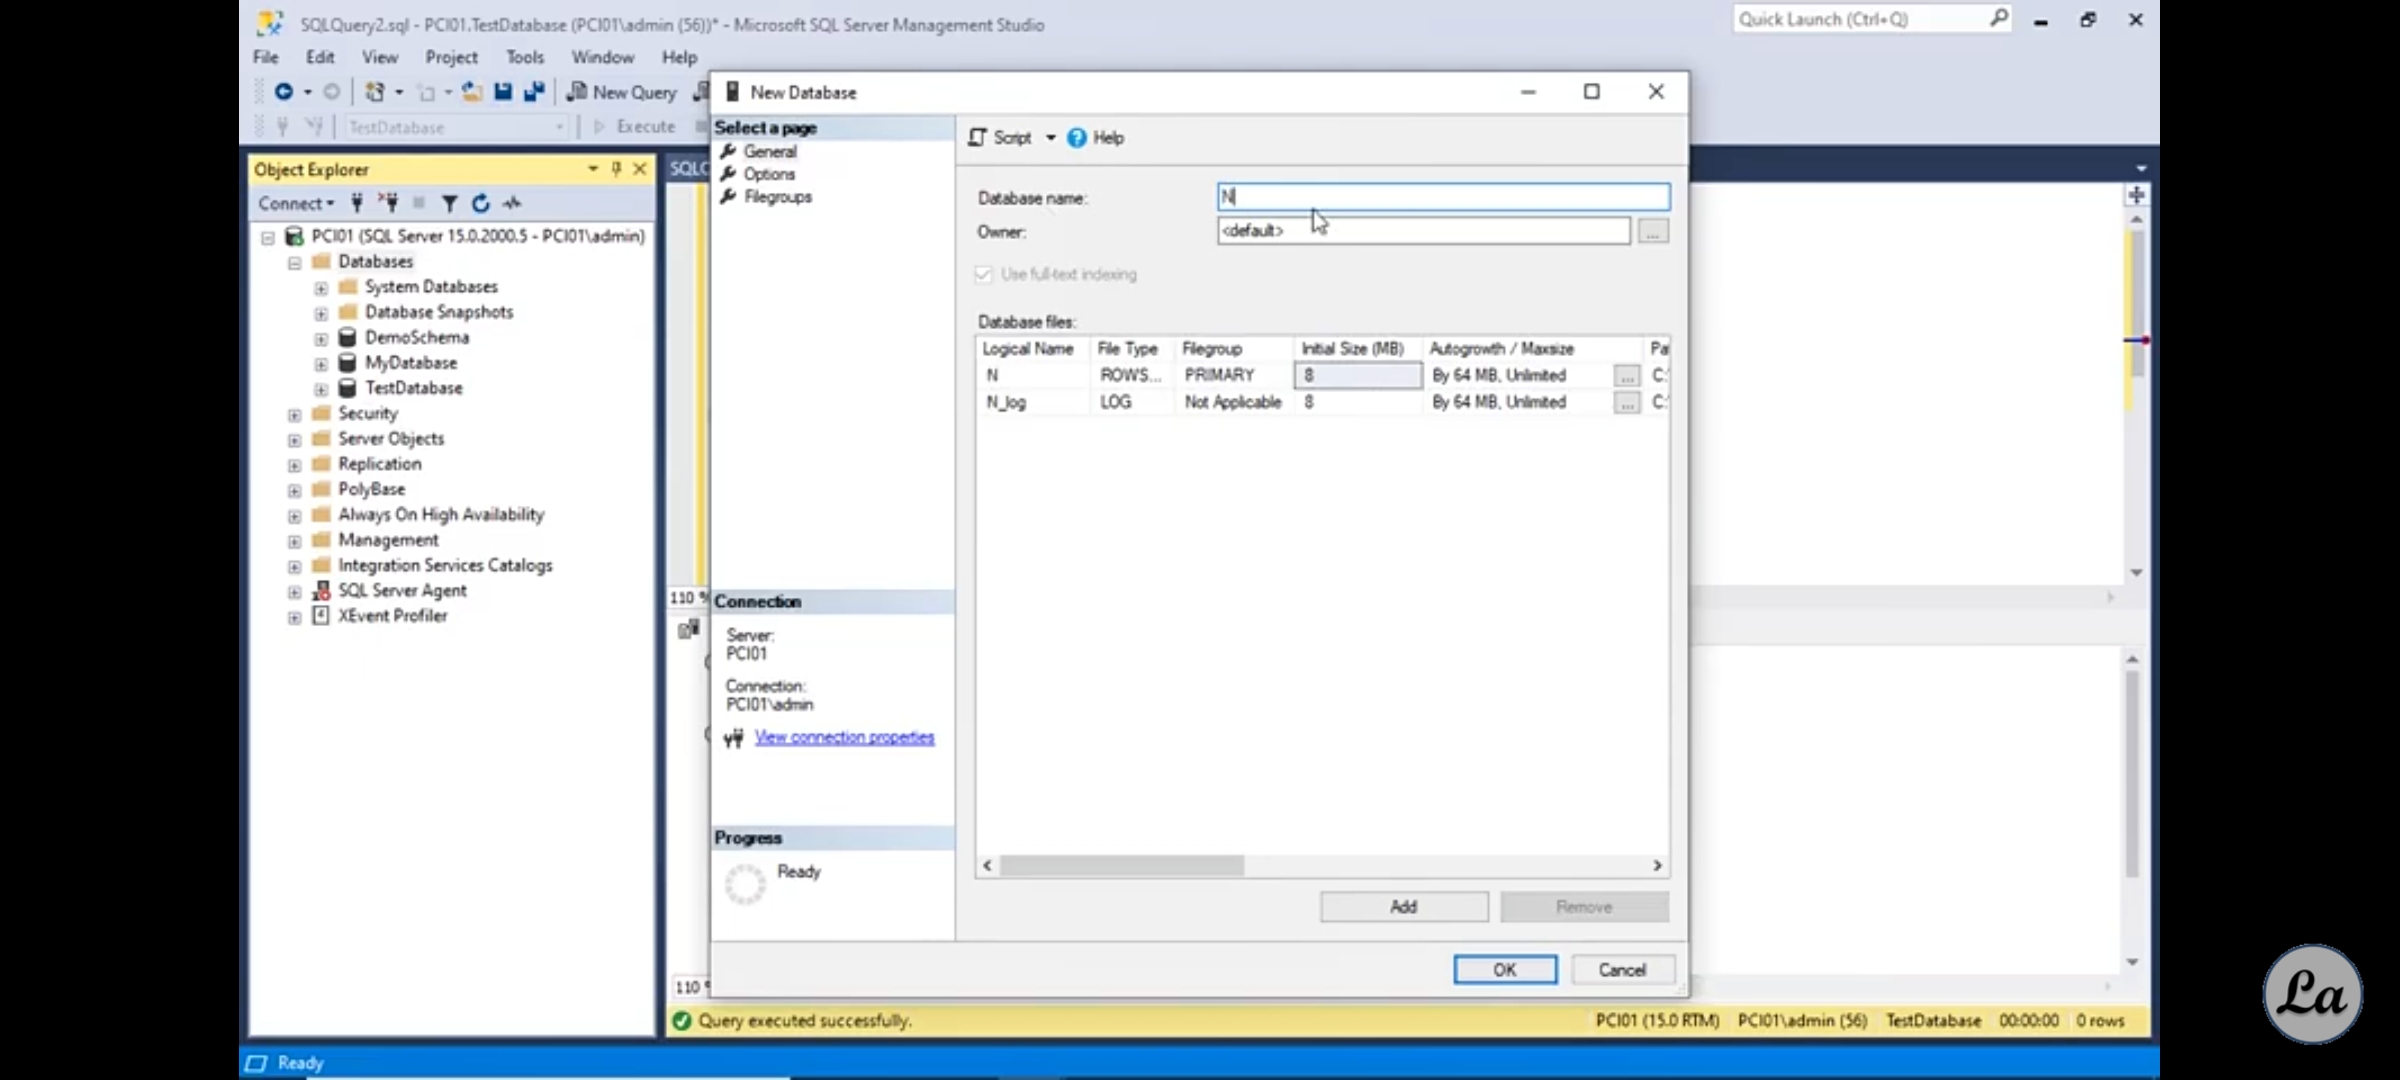 SQLQuery2.sql - PCI01.TestDatabase (PCI01\admin (56))* - Microsoft SQL Server Management Studio
Quick Launch (Ctrl+Q)
File Edit View Project Tools Window Help
New Query
TestDatabase
Execute
Object Explorer
Connect
PCI01 (SQL Server 15.0.2000.5 - PCI01\admin)
Databases
System Databases
Database Snapshots
DemoSchema
MyDatabase
TestDatabase
Security
Server Objects
Replication
PolyBase
Always On High Availability
Management
Integration Services Catalogs
SQL Server Agent
XEvent Profiler
110 %
110
New Database
Select a page
General
Options
Filegroups
Connection
Server:
PCI01
Connection:
PCI01\admin
View connection properties
Progress
Ready
Script Help
Database name: N
Owner: <default> ...
Use full-text indexing
Database files:
Logical Name File Type Filegroup Initial Size (MB) Autogrowth / Maxsize Pa
N ROWS... PRIMARY 8 By 64 MB, Unlimited ... C:
N_log LOG Not Applicable 8 By 64 MB, Unlimited ... C:
Add Remove
OK Cancel
Query executed successfully. PCI01 (15.0 RTM) PCI01\admin (56) TestDatabase 00:00:00 0 rows
Ready
La